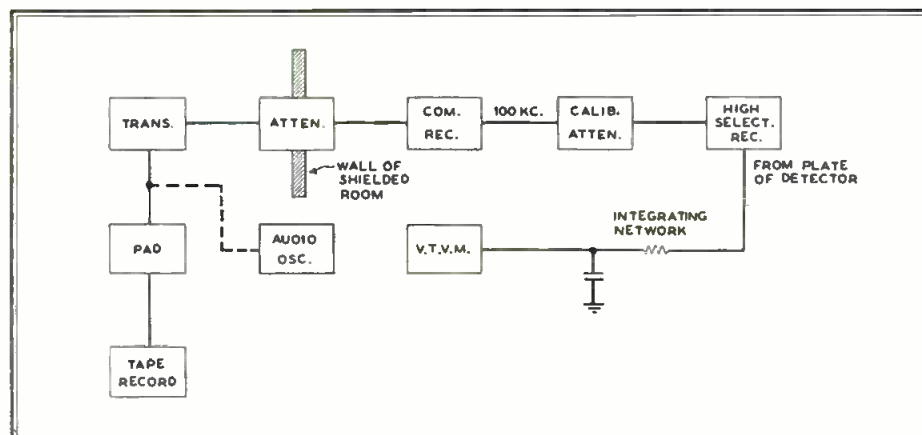 TRANS.
ATTEN.
COM.
REC.
100 KC.
CALIB.
ATTEN.
HIGH
SELECT.
REC.
WALL OF
SHIELDED
ROOM
FROM PLATE
OF DETECTOR
PAD
AUDIO
OSC.
V.T.V.M.
INTEGRATING
NETWORK
TAPE
RECORD